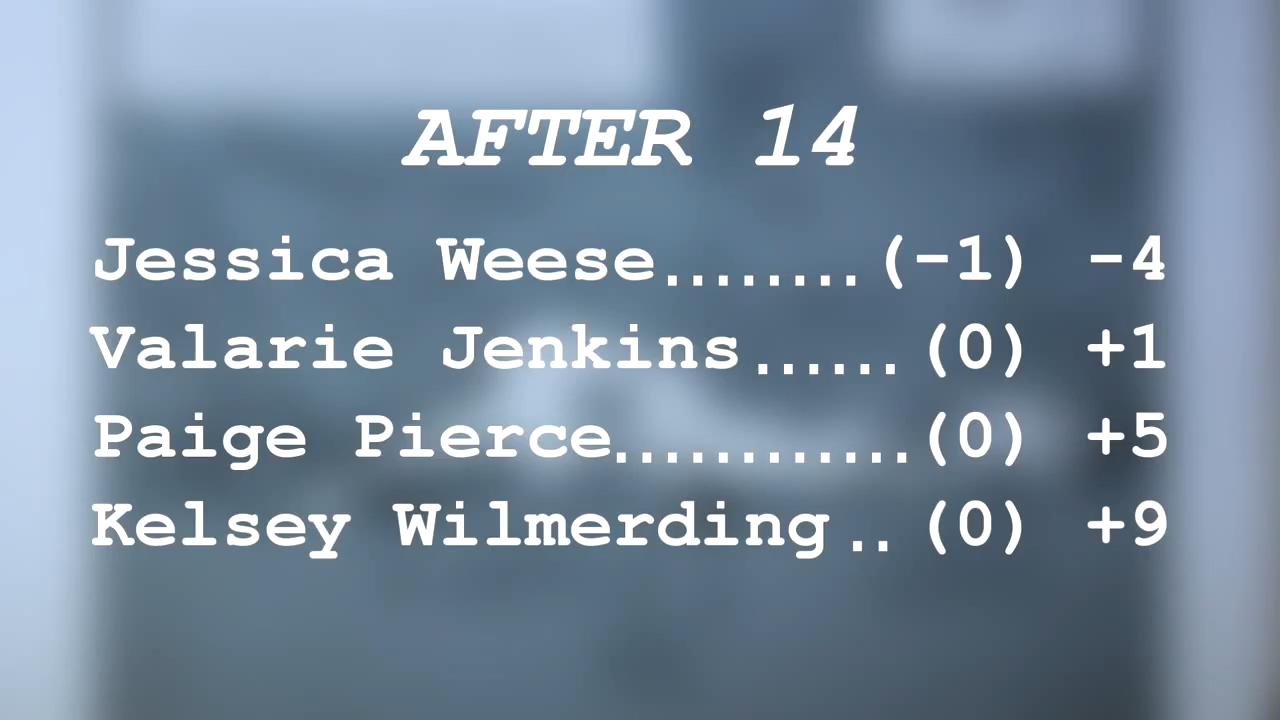 AFTER 14
Jessica Weese........(-1) -4
Valarie Jenkins......(0) +1
Paige Pierce............(0) +5
Kelsey Wilmerding..(0) +9